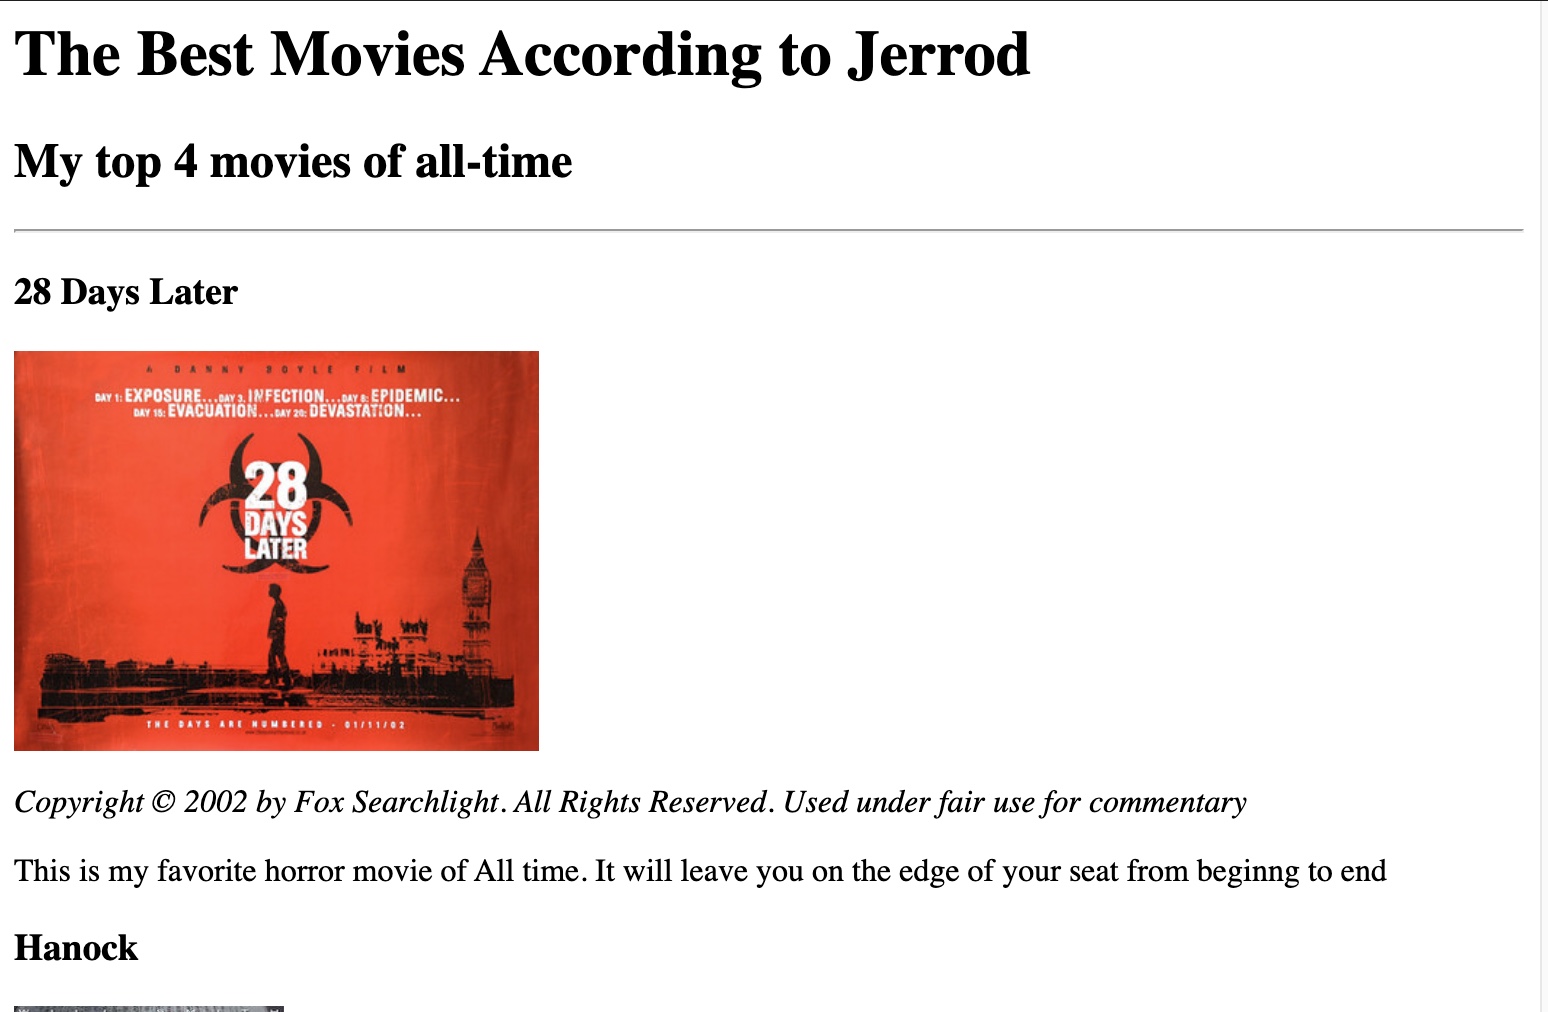 The Best Movies According to Jerrod
My top 4 movies of all-time
28 Days Later
A DANNY BOYLE FILM
DAY 1: EXPOSURE...DAY 3. INFECTION...DAY 8: EPIDEMIC...
DAY 15: EVACUATION...DAY 20: DEVASTATION...
28
DAYS
LATER
THE DAYS ARE NUMBERED - 01/11/02
Copyright © 2002 by Fox Searchlight. All Rights Reserved. Used under fair use for commentary
This is my favorite horror movie of All time. It will leave you on the edge of your seat from beginng to end
Hanock